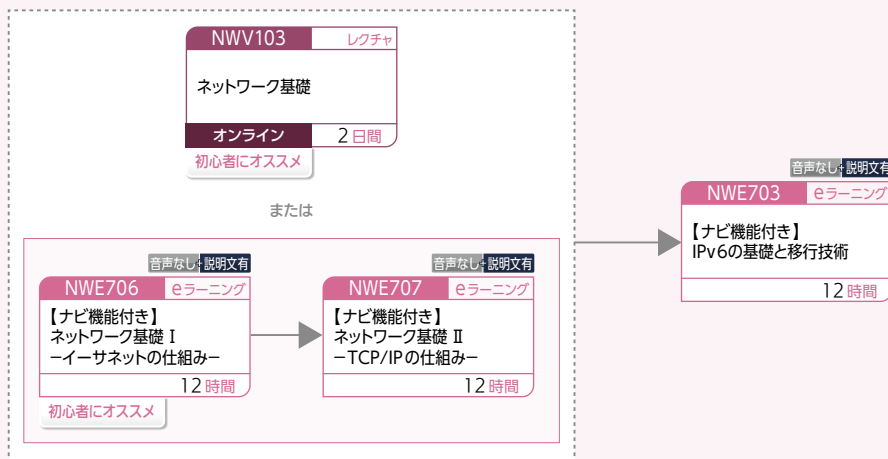 NWV103 レクチャ
ネットワーク基礎
オンライン 2日間
初心者にオススメ
または
音声なし+説明文有
NWE706 eラーニング
【ナビ機能付き】
ネットワーク基礎 Ⅰ
−イーサネットの仕組み−
12時間
初心者にオススメ
音声なし+説明文有
NWE707 eラーニング
【ナビ機能付き】
ネットワーク基礎 Ⅱ
−TCP/IPの仕組み−
12時間
音声なし+説明文有
NWE703 eラーニング
【ナビ機能付き】
IPv6の基礎と移行技術
12時間